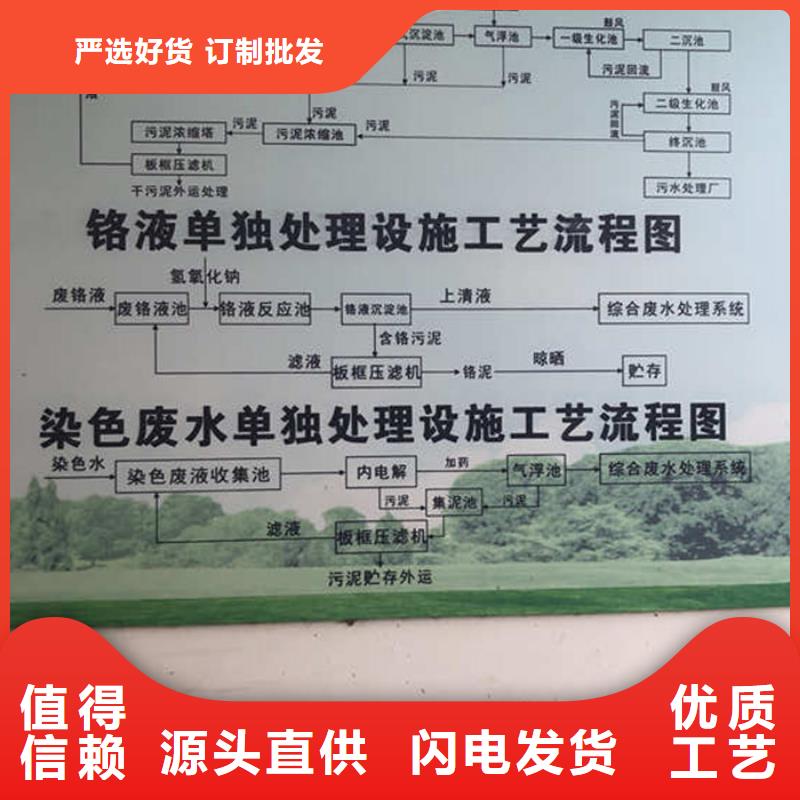 严选好货 订制批发
鼓风
沉淀池 气浮池 一级生化池 二沉池
污泥 污泥 污泥回流
鼓风
二级生化池
污泥回流
污泥
污泥浓缩塔 污泥 污泥浓缩池 污泥 终沉池
板框压滤机
干污泥外运处理 污水处理厂
铬液单独处理设施工艺流程图
氢氧化钠
废铬液 废铬液池 铬液反应池 铬液沉淀池 上清液 综合废水处理系统
含铬污泥
滤液 板框压滤机 铬泥 晾晒 贮存
染色废水单独处理设施工艺流程图
染色水 染色废液收集池 内电解 加药 气浮池 综合废水处理系统
污泥 集泥池 污泥
滤液 板框压滤机
污泥贮存外运
值得信赖 源头直供 闪电发货 优质工艺